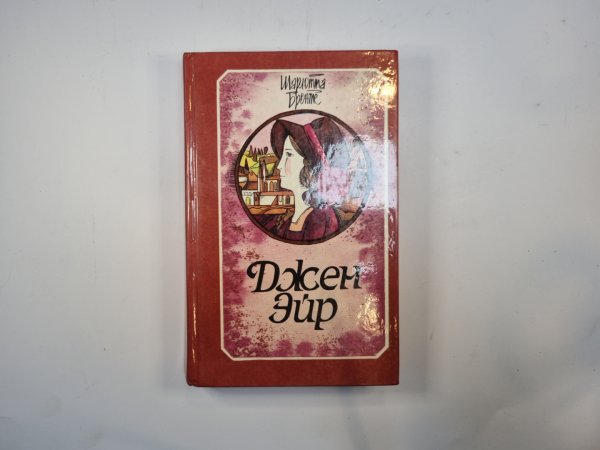 Шарлотта
Бронте
Джен
Эйр